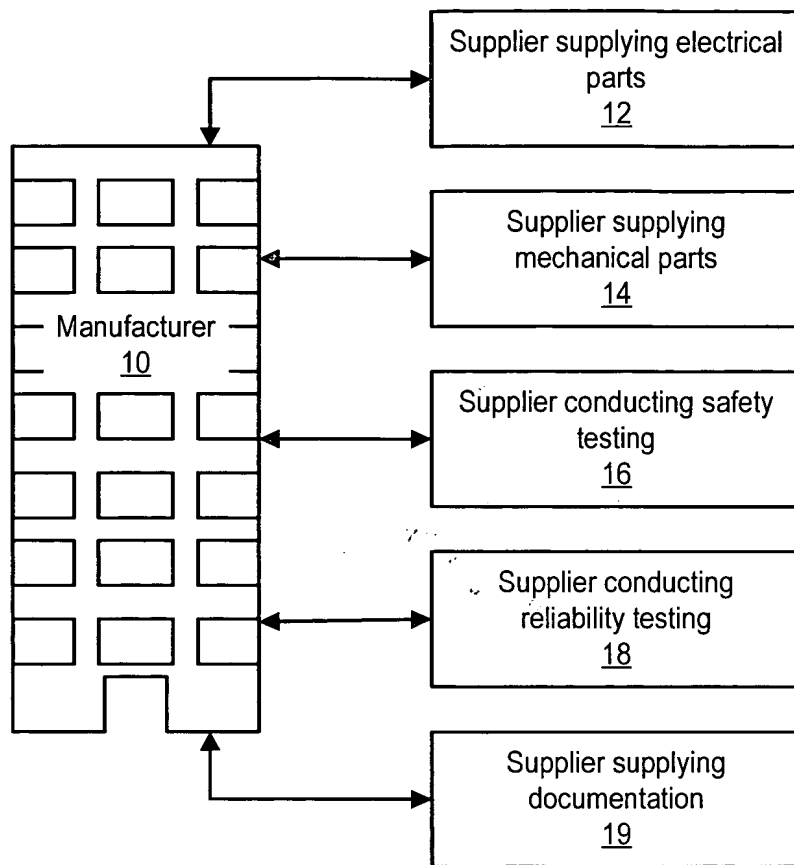 Supplier supplying electrical
parts
12
Supplier supplying
mechanical parts
14
Manufacturer
10
Supplier conducting safety
testing
16
Supplier conducting
reliability testing
18
Supplier supplying
documentation
19